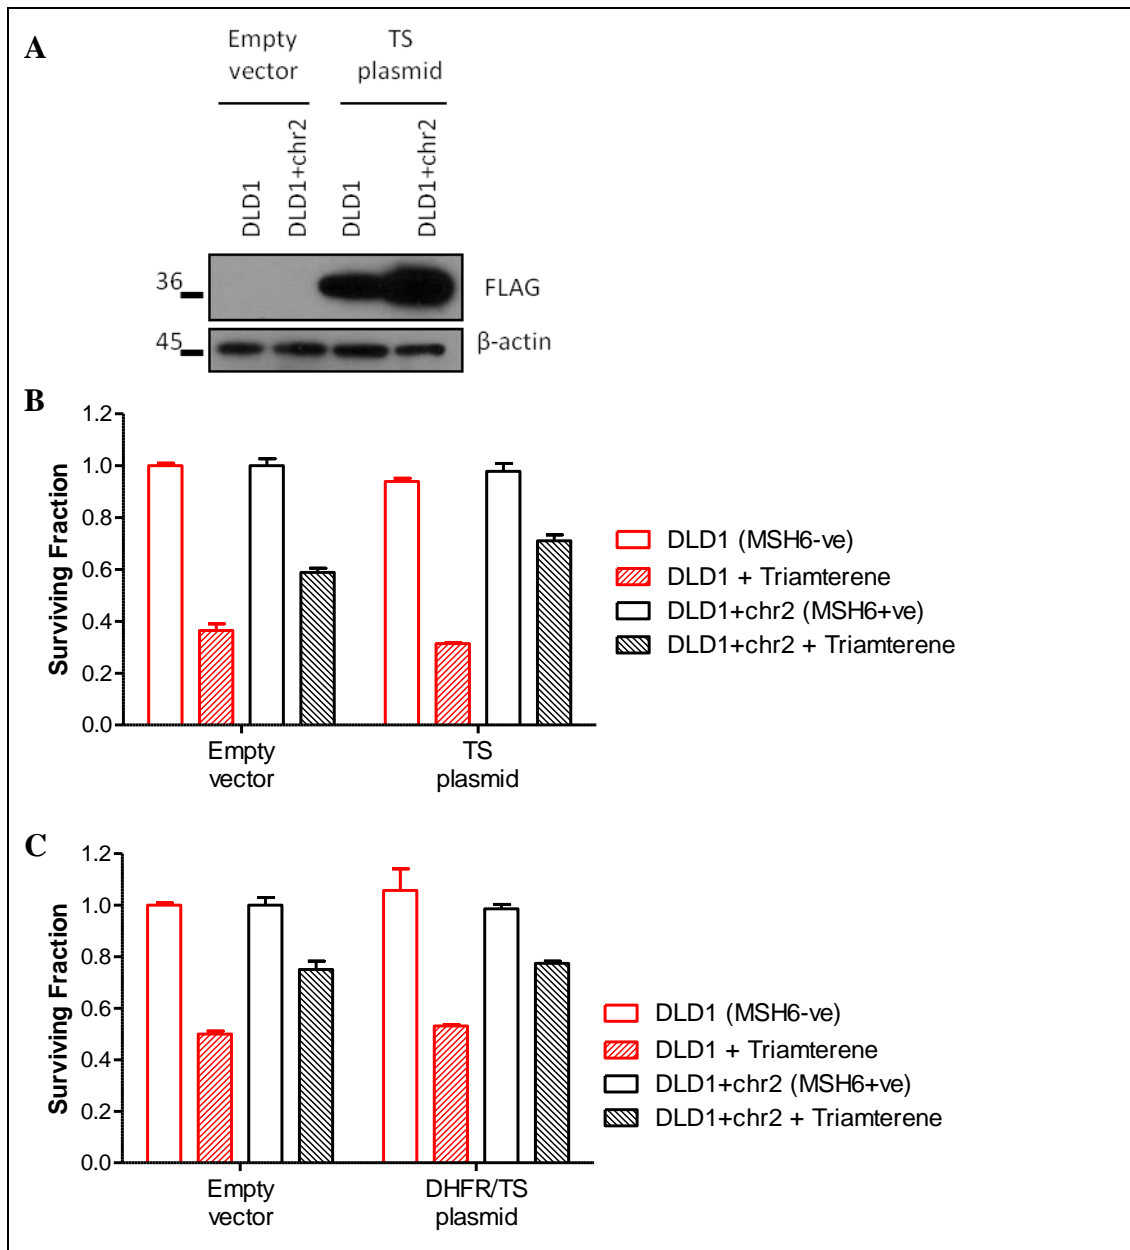 A
Empty
vector
TS
plasmid
DLD1
DLD1+chr2
DLD1
DLD1+chr2
36
FLAG
45
β-actin
B
Surviving Fraction
1.2
1.0
0.8
0.6
0.4
0.2
0.0
Empty
vector
TS
plasmid
DLD1 (MSH6-ve)
DLD1 + Triamterene
DLD1+chr2 (MSH6+ve)
DLD1+chr2 + Triamterene
C
Surviving Fraction
1.2
1.0
0.8
0.6
0.4
0.2
0.0
Empty
vector
DHFR/TS
plasmid
DLD1 (MSH6-ve)
DLD1 + Triamterene
DLD1+chr2 (MSH6+ve)
DLD1+chr2 + Triamterene